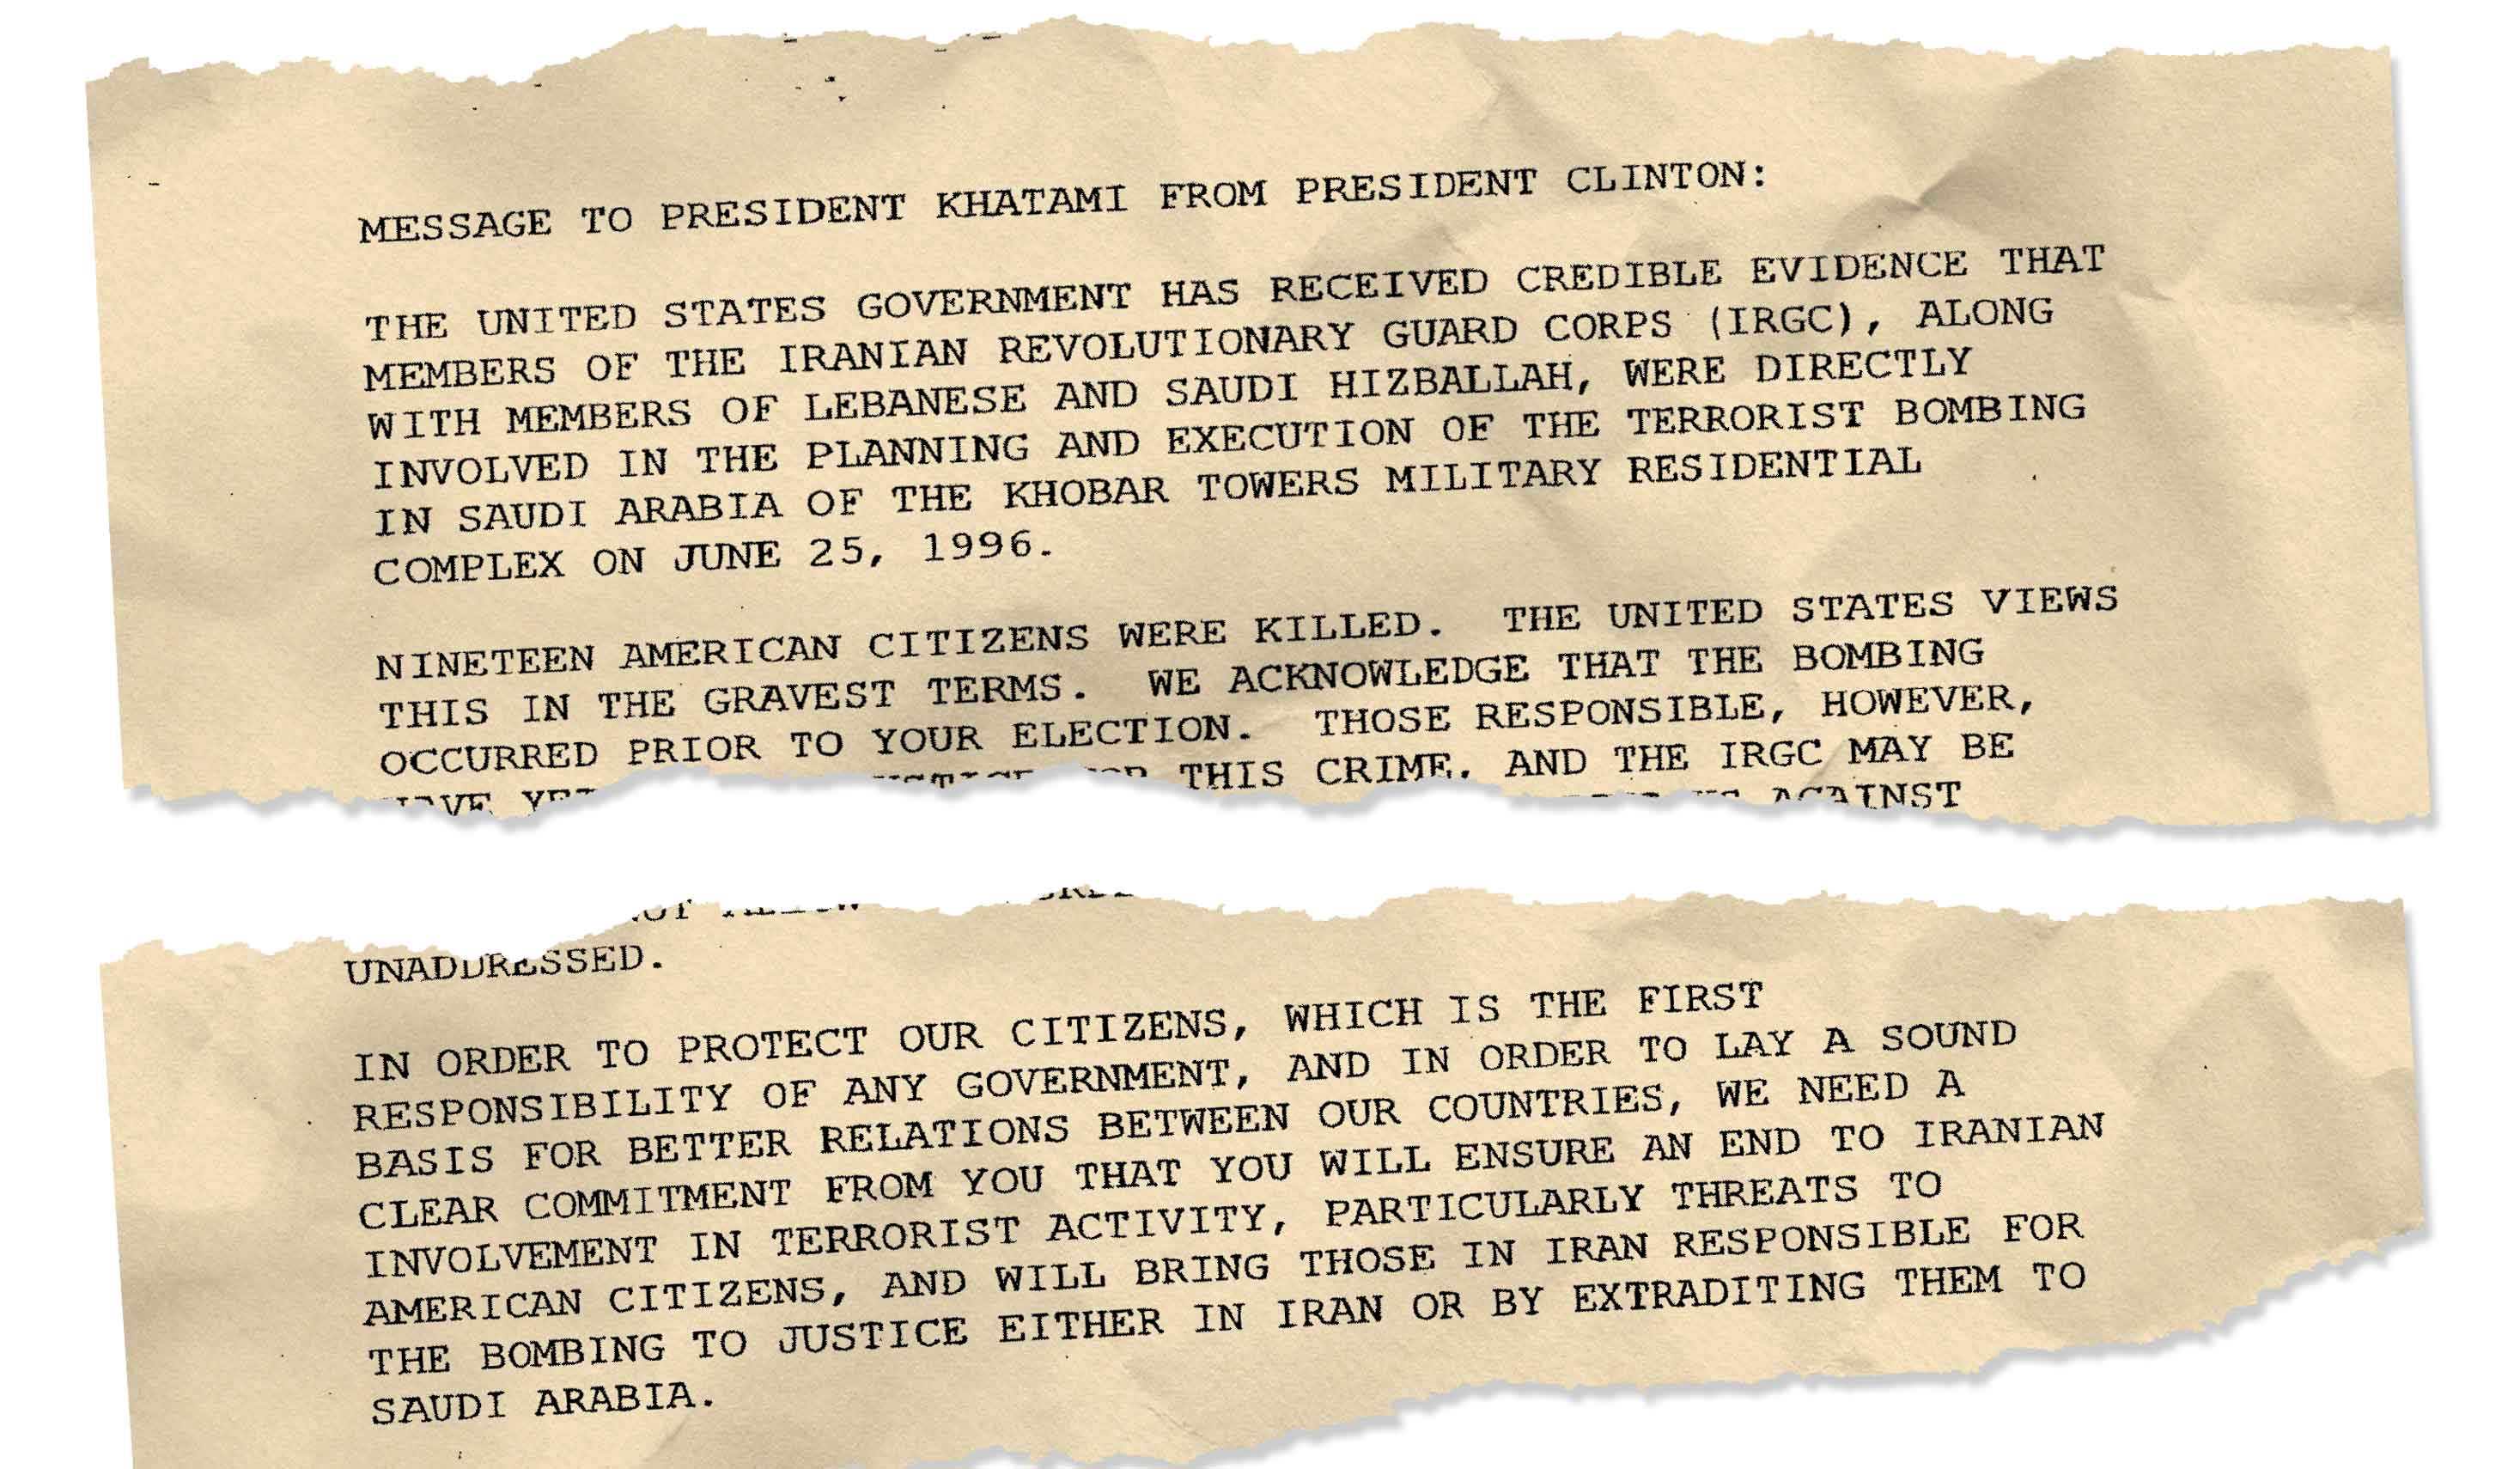 MESSAGE TO PRESIDENT KHATAMI FROM PRESIDENT CLINTON:
THE UNITED STATES GOVERNMENT HAS RECEIVED CREDIBLE EVIDENCE THAT
MEMBERS OF THE IRANIAN REVOLUTIONARY GUARD CORPS (IRGC), ALONG
WITH MEMBERS OF LEBANESE AND SAUDI HIZBALLAH, WERE DIRECTLY
INVOLVED IN THE PLANNING AND EXECUTION OF THE TERRORIST BOMBING
IN SAUDI ARABIA OF THE KHOBAR TOWERS MILITARY RESIDENTIAL
COMPLEX ON JUNE 25, 1996.
NINETEEN AMERICAN CITIZENS WERE KILLED. THE UNITED STATES VIEWS
THIS IN THE GRAVEST TERMS. WE ACKNOWLEDGE THAT THE BOMBING
OCCURRED PRIOR TO YOUR ELECTION. THOSE RESPONSIBLE, HOWEVER,
THIS CRIME. AND THE IRGC MAY BE
AGAINST
UNADDRESSED.
IN ORDER TO PROTECT OUR CITIZENS, WHICH IS THE FIRST
RESPONSIBILITY OF ANY GOVERNMENT, AND IN ORDER TO LAY A SOUND
BASIS FOR BETTER RELATIONS BETWEEN OUR COUNTRIES, WE NEED A
CLEAR COMMITMENT FROM YOU THAT YOU WILL ENSURE AN END TO IRANIAN
INVOLVEMENT IN TERRORIST ACTIVITY, PARTICULARLY THREATS TO
AMERICAN CITIZENS, AND WILL BRING THOSE IN IRAN RESPONSIBLE FOR
THE BOMBING TO JUSTICE EITHER IN IRAN OR BY EXTRADITING THEM TO
SAUDI ARABIA.